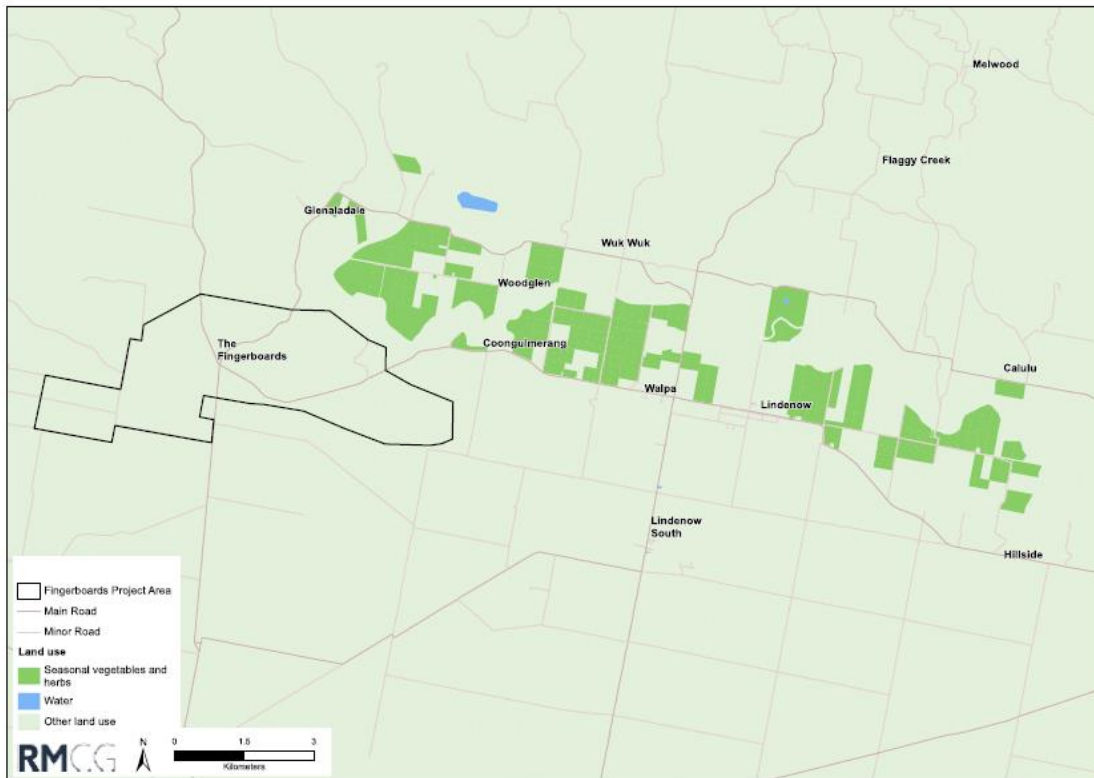 Melwood
Flaggy Creek
Glenaladale
Wuk Wuk
Woodglen
The
Fingerboards
Coongulmerang
Calulu
Walpa
Lindenow
Lindenow
South
Hillside
Fingerboards Project Area
Main Road
Minor Road
Land use
Seasonal vegetables and
herbs
Water
Other land use
RMCG
N
0 1.5 3
Kilometers